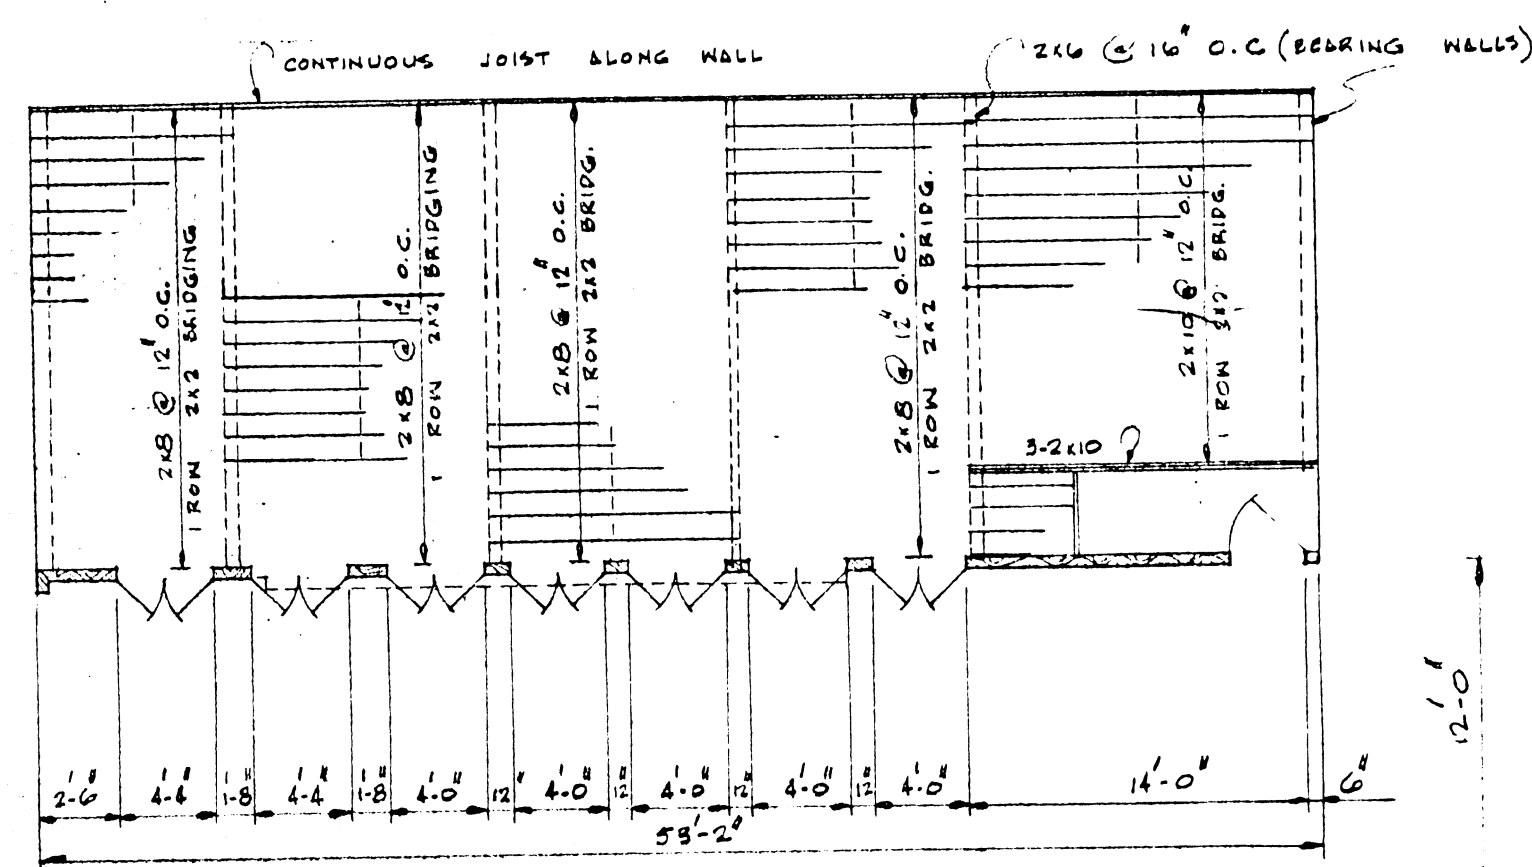 CONTINUOUS JOIST ALONG WALL
2x6 @ 16" O.C (BEARING WALLS)
2x8 @ 12" O.C.
1 ROW 2x2 BRIDGING
2x8 @ 12" O.C.
1 ROW 2x2 BRIDGING
2x8 @ 12" O.C.
1 ROW 2x2 BRIDG.
2x8 @ 12" O.C.
1 ROW 2x2 BRIDG.
2x10 @ 12" O.C.
1 ROW 2x2 BRIDG.
3-2x10
12'-0"
2'-6" 4'-4" 1'-8" 4'-4" 1'-8" 4'-0" 12" 4'-0" 12" 4'-0" 12" 4'-0" 12" 4'-0" 14'-0" 6"
53'-2"